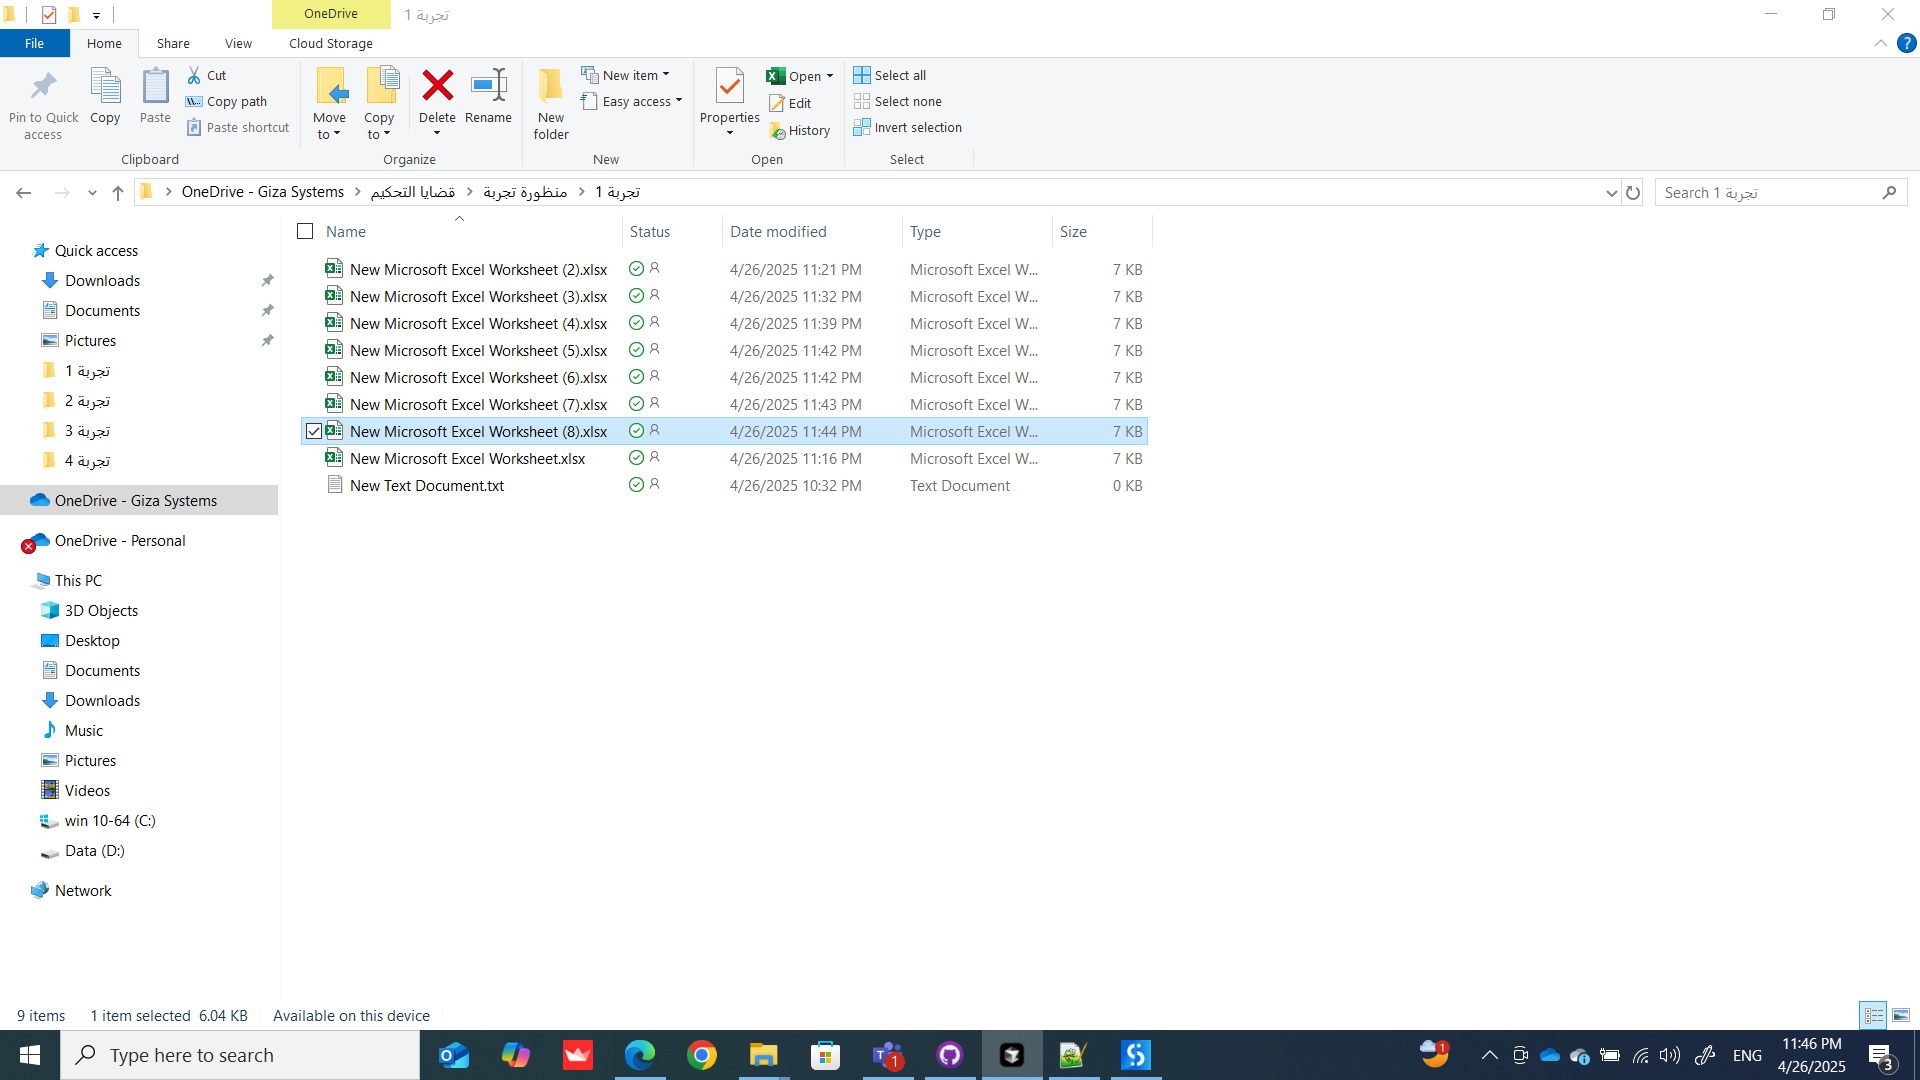 OneDrive
تجربة 1
File
Home
Share
View
Cloud Storage
Pin to Quick access
Copy
Paste
Cut
Copy path
Paste shortcut
Clipboard
Move to
Copy to
Delete
Rename
Organize
New folder
New item
Easy access
New
Properties
Open
Edit
History
Open
Select all
Select none
Invert selection
Select
OneDrive - Giza Systems
قضايا التحكيم
منظورة تجربة
تجربة 1
Search تجربة 1
Name Status Date modified Type Size
New Microsoft Excel Worksheet (2).xlsx 4/26/2025 11:21 PM Microsoft Excel W... 7 KB
New Microsoft Excel Worksheet (3).xlsx 4/26/2025 11:32 PM Microsoft Excel W... 7 KB
New Microsoft Excel Worksheet (4).xlsx 4/26/2025 11:39 PM Microsoft Excel W... 7 KB
New Microsoft Excel Worksheet (5).xlsx 4/26/2025 11:42 PM Microsoft Excel W... 7 KB
New Microsoft Excel Worksheet (6).xlsx 4/26/2025 11:42 PM Microsoft Excel W... 7 KB
New Microsoft Excel Worksheet (7).xlsx 4/26/2025 11:43 PM Microsoft Excel W... 7 KB
New Microsoft Excel Worksheet (8).xlsx 4/26/2025 11:44 PM Microsoft Excel W... 7 KB
New Microsoft Excel Worksheet.xlsx 4/26/2025 11:16 PM Microsoft Excel W... 7 KB
New Text Document.txt 4/26/2025 10:32 PM Text Document 0 KB
Quick access
Downloads
Documents
Pictures
تجربة 1
تجربة 2
تجربة 3
تجربة 4
OneDrive - Giza Systems
OneDrive - Personal
This PC
3D Objects
Desktop
Documents
Downloads
Music
Pictures
Videos
win 10-64 (C:)
Data (D:)
Network
9 items 1 item selected 6.04 KB Available on this device
Type here to search
1
1
ENG
11:46 PM
4/26/2025
3